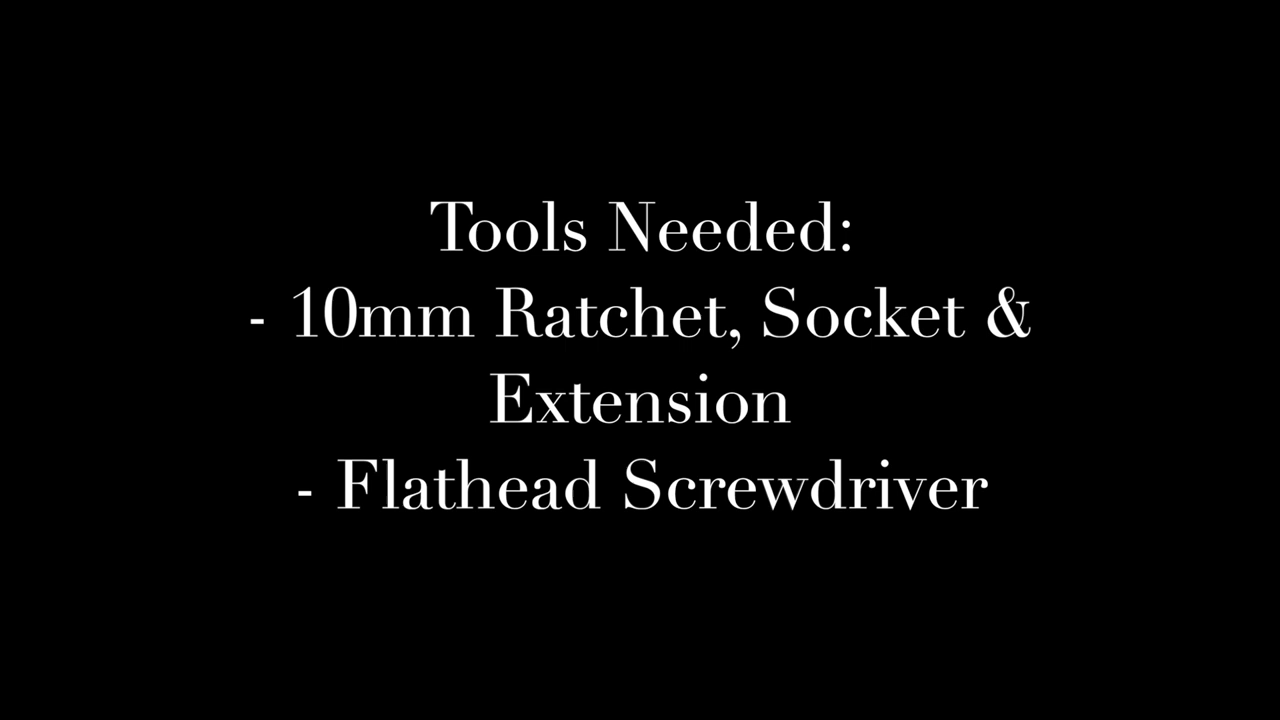 Tools Needed:
- 10mm Ratchet, Socket &
Extension
- Flathead Screwdriver